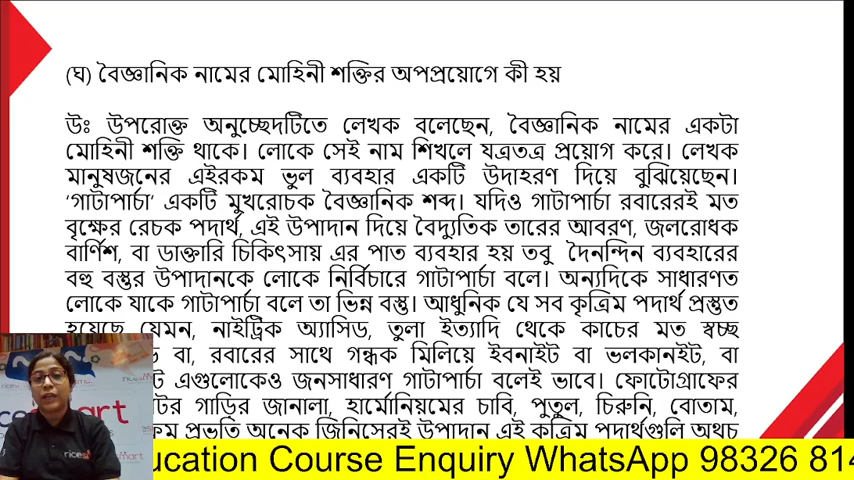 (ঘ) বৈজ্ঞানিক নামের মোহিনী শক্তির অপপ্রয়োগে কী হয়
উঃ উপরোক্ত অনুচ্ছেদটিতে লেখক বলেছেন, বৈজ্ঞানিক নামের একটা
মোহিনী শক্তি থাকে। লোকে সেই নাম শিখলে যত্রতত্র প্রয়োগ করে। লেখক
মানুষজনের এইরকম ভুল ব্যবহার একটি উদাহরণ দিয়ে বুঝিয়েছেন।
‘গাটাপার্চা’ একটি মুখরোচক বৈজ্ঞানিক শব্দ। যদিও গাটাপার্চা রবারেরই মত
বৃক্ষের রেচক পদার্থ, এই উপাদান দিয়ে বৈদ্যুতিক তারের আবরণ, জলরোধক
বার্ণিশ, বা ডাক্তারি চিকিৎসায় এর পাত ব্যবহার হয় তবু দৈনন্দিন ব্যবহারের
বহু বস্তুর উপাদানকে লোকে নির্বিচারে গাটাপার্চা বলে। অন্যদিকে সাধারণত
লোকে যাকে গাটাপার্চা বলে তা ভিন্ন বস্তু। আধুনিক যে সব কৃত্রিম পদার্থ প্রস্তুত
হয়েছে যেমন, নাইট্রিক অ্যাসিড, তুলা ইত্যাদি থেকে কাচের মত স্বচ্ছ
বা, রবারের সাথে গন্ধক মিলিয়ে ইবনাইট বা ভলকানইট, বা
এগুলোকেও জনসাধারণ গাটাপার্চা বলেই ভাবে। ফোটোগ্রাফের
গাড়ির জানালা, হার্মোনিয়মের চাবি, পুতুল, চিরুনি, বোতাম,
প্রভৃতি অনেক জিনিসেরই উপাদান এই কৃত্রিম পদার্থগুলি অথচ
ucation Course Enquiry WhatsApp 98332 6 814